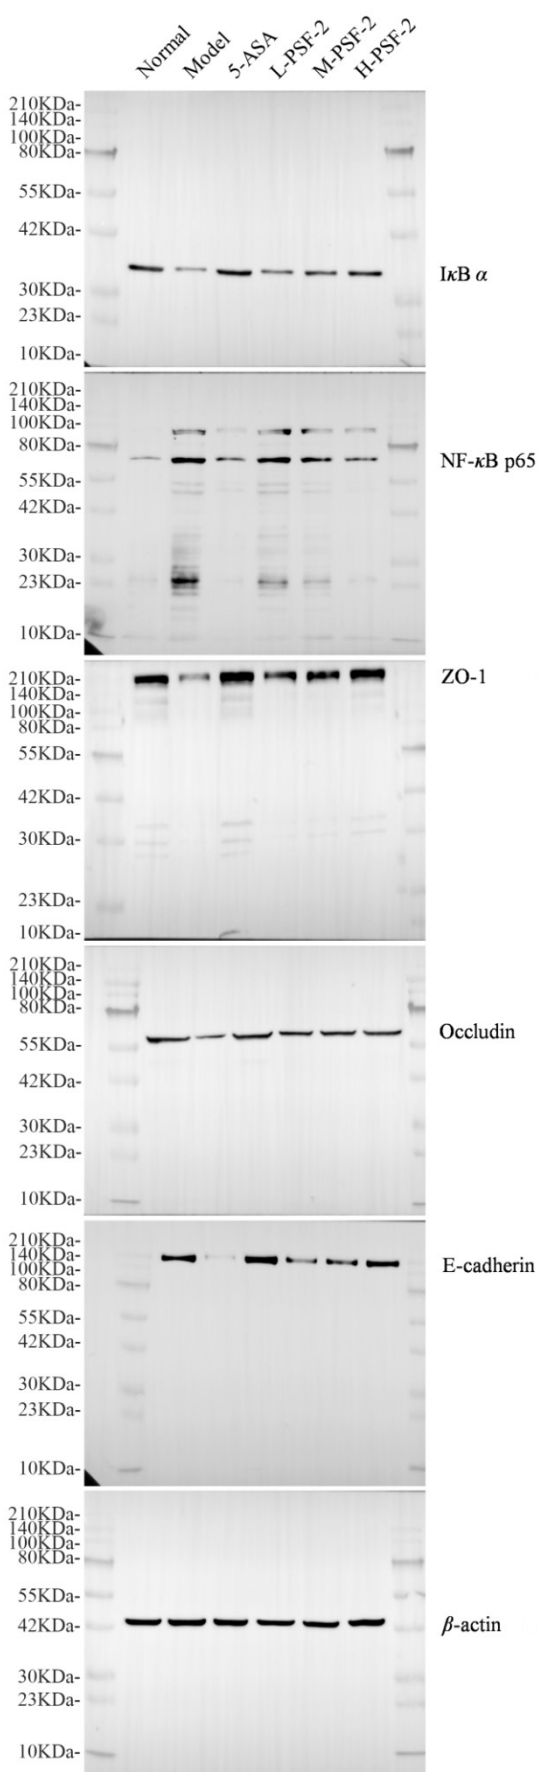 Normal
Model
5-ASA
L-PSF-2
M-PSF-2
H-PSF-2
210KDa-
140KDa-
100KDa-
80KDa-
55KDa-
42KDa-
IκB α
30KDa-
23KDa-
10KDa-
210KDa-
140KDa-
100KDa-
80KDa-
NF-κB p65
55KDa-
42KDa-
30KDa-
23KDa-
10KDa-
210KDa-
ZO-1
140KDa-
100KDa-
80KDa-
55KDa-
42KDa-
30KDa-
23KDa-
10KDa-
210KDa-
140KDa-
100KDa-
80KDa-
Occludin
55KDa-
42KDa-
30KDa-
23KDa-
10KDa-
210KDa-
140KDa-
E-cadherin
100KDa-
80KDa-
55KDa-
42KDa-
30KDa-
23KDa-
10KDa-
210KDa-
140KDa-
100KDa-
80KDa-
55KDa-
42KDa-
β-actin
30KDa-
23KDa-
10KDa-